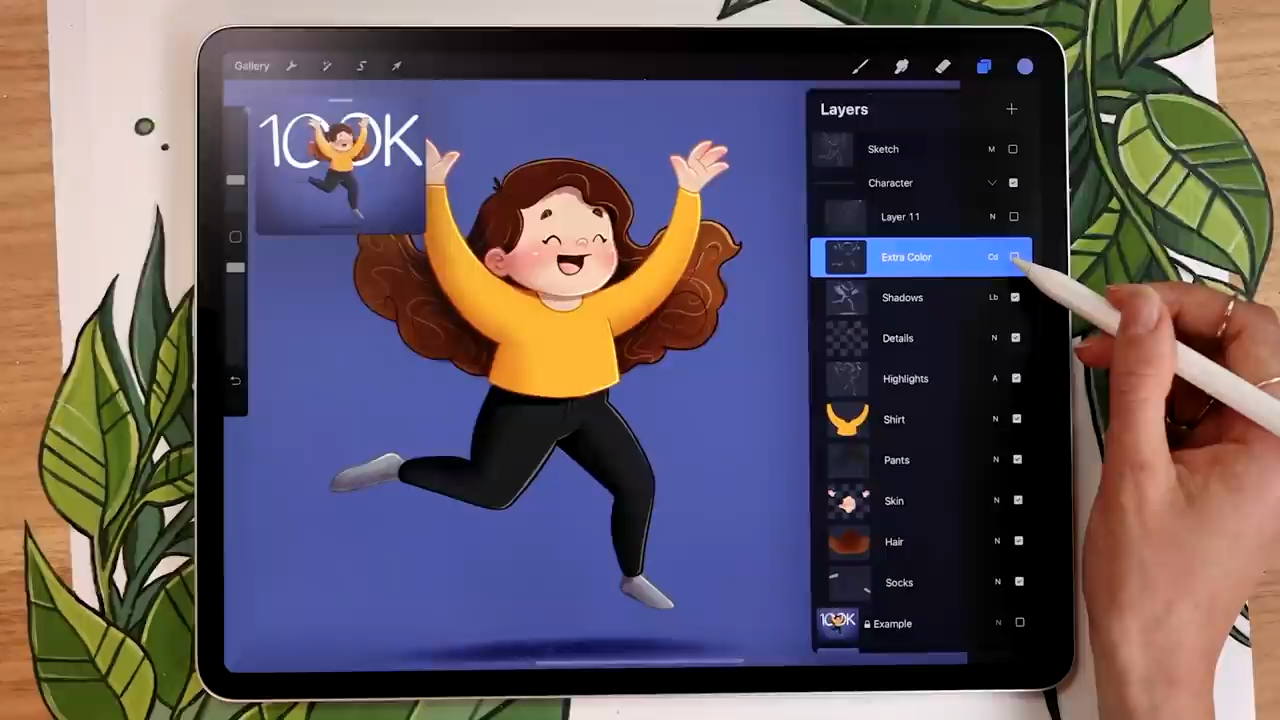 Gallery
Layers
100K
Sketch M
Character
Layer 11 N
Extra Color Cd
Shadows Lb
Details N
Highlights A
Shirt N
Pants N
Skin N
Hair N
Socks N
100K Example N